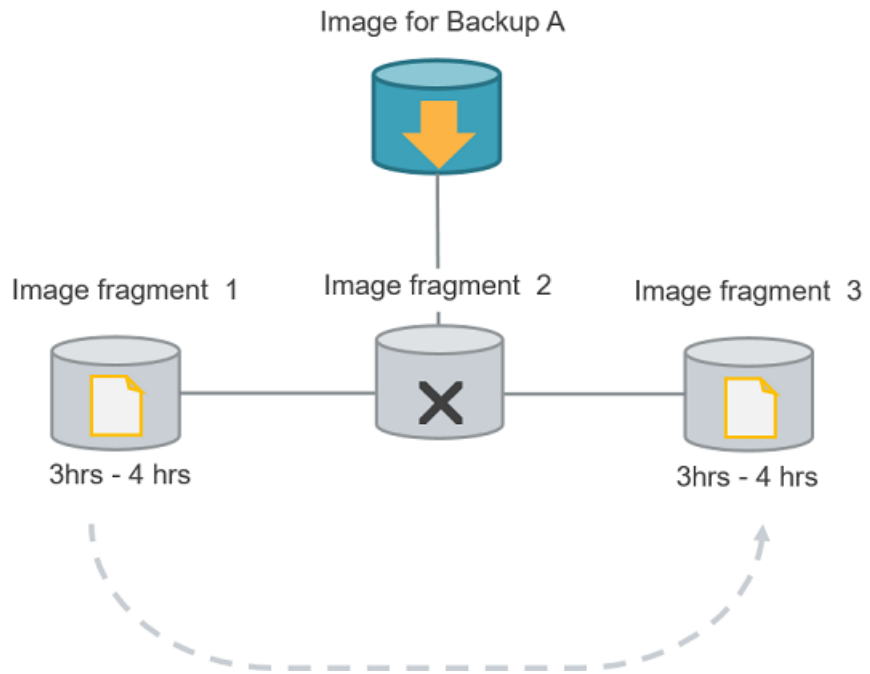 Image for Backup A
Image fragment 1
Image fragment 2
Image fragment 3
3hrs - 4 hrs
3hrs - 4 hrs